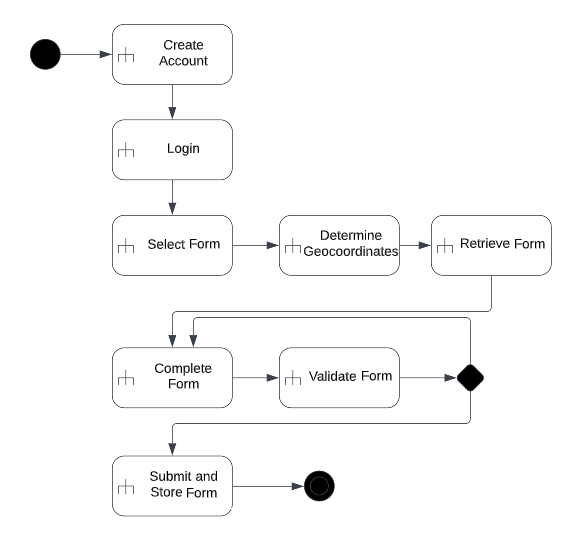 Create
Account
Login
Select Form
Determine
Geocoordinates
Retrieve Form
Complete
Form
Validate Form
Submit and
Store Form